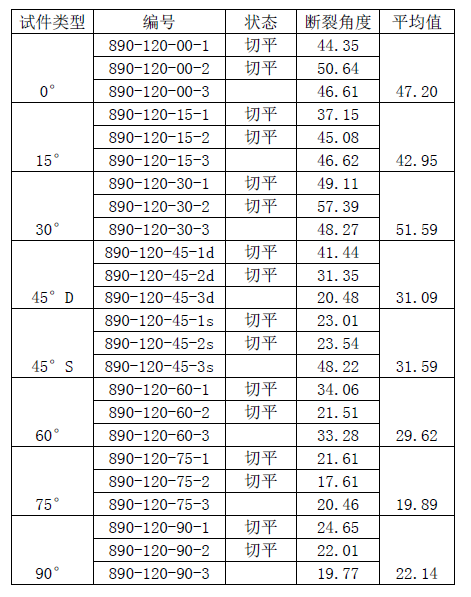 试件类型 编号 状态 断裂角度 平均值
890-120-00-1 切平 44.35
890-120-00-2 切平 50.64
0° 890-120-00-3 46.61 47.20
890-120-15-1 切平 37.15
890-120-15-2 切平 45.08
15° 890-120-15-3 46.62 42.95
890-120-30-1 切平 49.11
890-120-30-2 切平 57.39
30° 890-120-30-3 48.27 51.59
890-120-45-1d 切平 41.44
890-120-45-2d 切平 31.35
45°D 890-120-45-3d 20.48 31.09
890-120-45-1s 切平 23.01
890-120-45-2s 切平 23.54
45°S 890-120-45-3s 48.22 31.59
890-120-60-1 切平 34.06
890-120-60-2 切平 21.51
60° 890-120-60-3 33.28 29.62
890-120-75-1 切平 21.61
890-120-75-2 切平 17.61
75° 890-120-75-3 20.46 19.89
890-120-90-1 切平 24.65
890-120-90-2 切平 22.01
90° 890-120-90-3 19.77 22.14